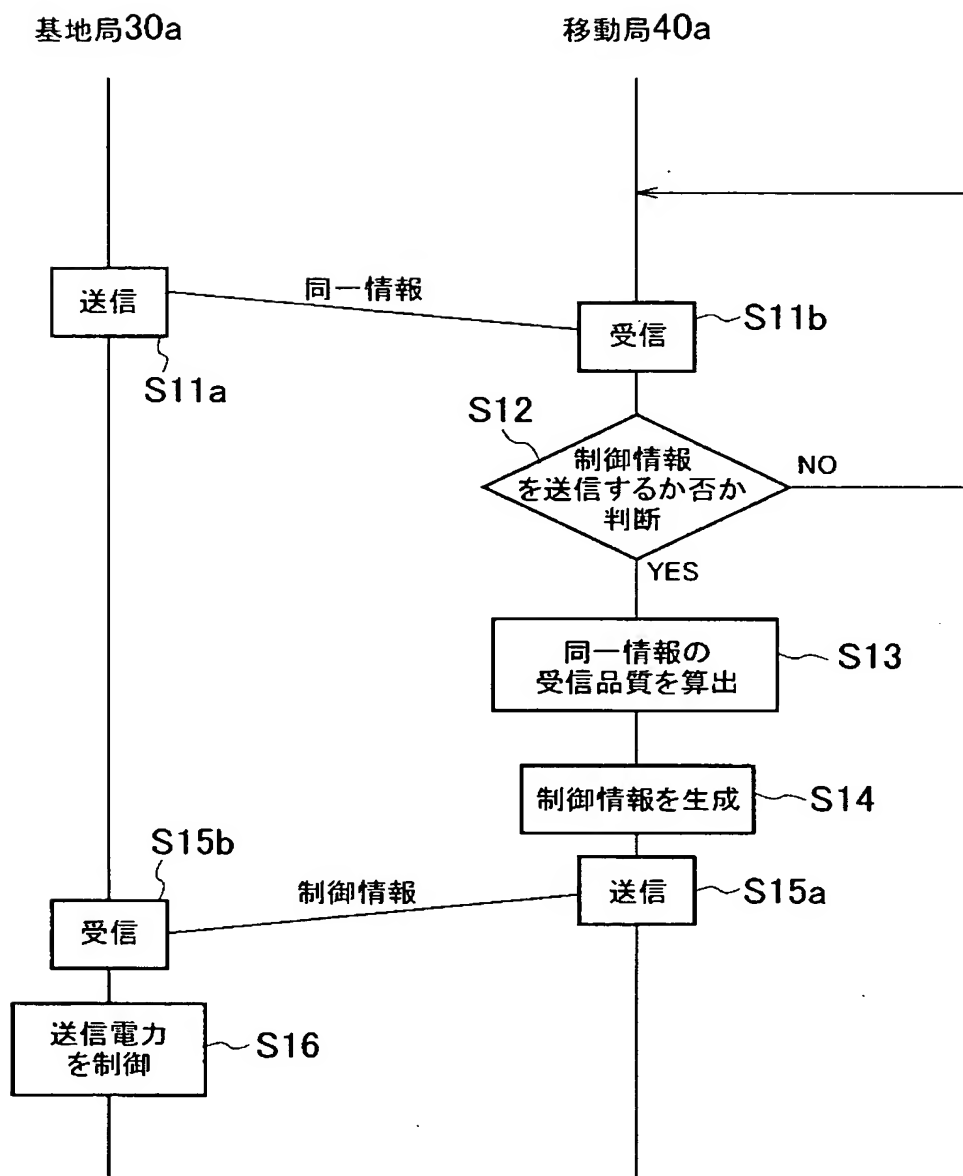 基地局30a
移動局40a
送信
同一情報
受信
S11b
S11a
S12
制御情報
を送信するか否か
判断
NO
YES
同一情報の
受信品質を算出
S13
制御情報を生成
S14
S15b
制御情報
送信
S15a
受信
送信電力
を制御
S16